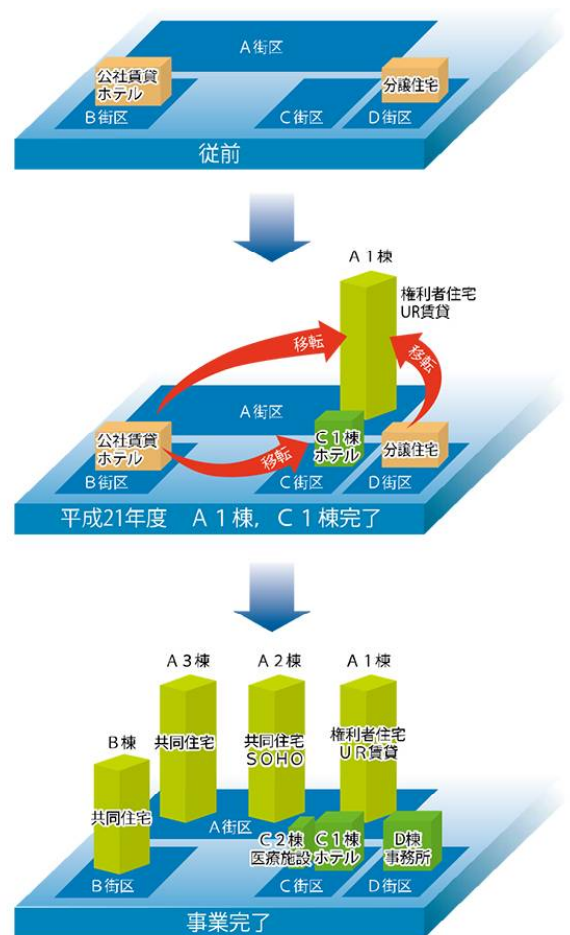 A街区
公社賃貸
ホテル
分譲住宅
B街区
C街区
D街区
従前
A1棟
権利者住宅
UR賃貸
移転
移転
A街区
公社賃貸
ホテル
移転
C1棟
ホテル
分譲住宅
B街区
C街区
D街区
平成21年度 A1棟，C1棟完了
A3棟
A2棟
A1棟
B棟
共同住宅
共同住宅
SOHO
権利者住宅
UR賃貸
共同住宅
A街区
C2棟
医療施設
C1棟
ホテル
D棟
事務所
B街区
C街区
D街区
事業完了